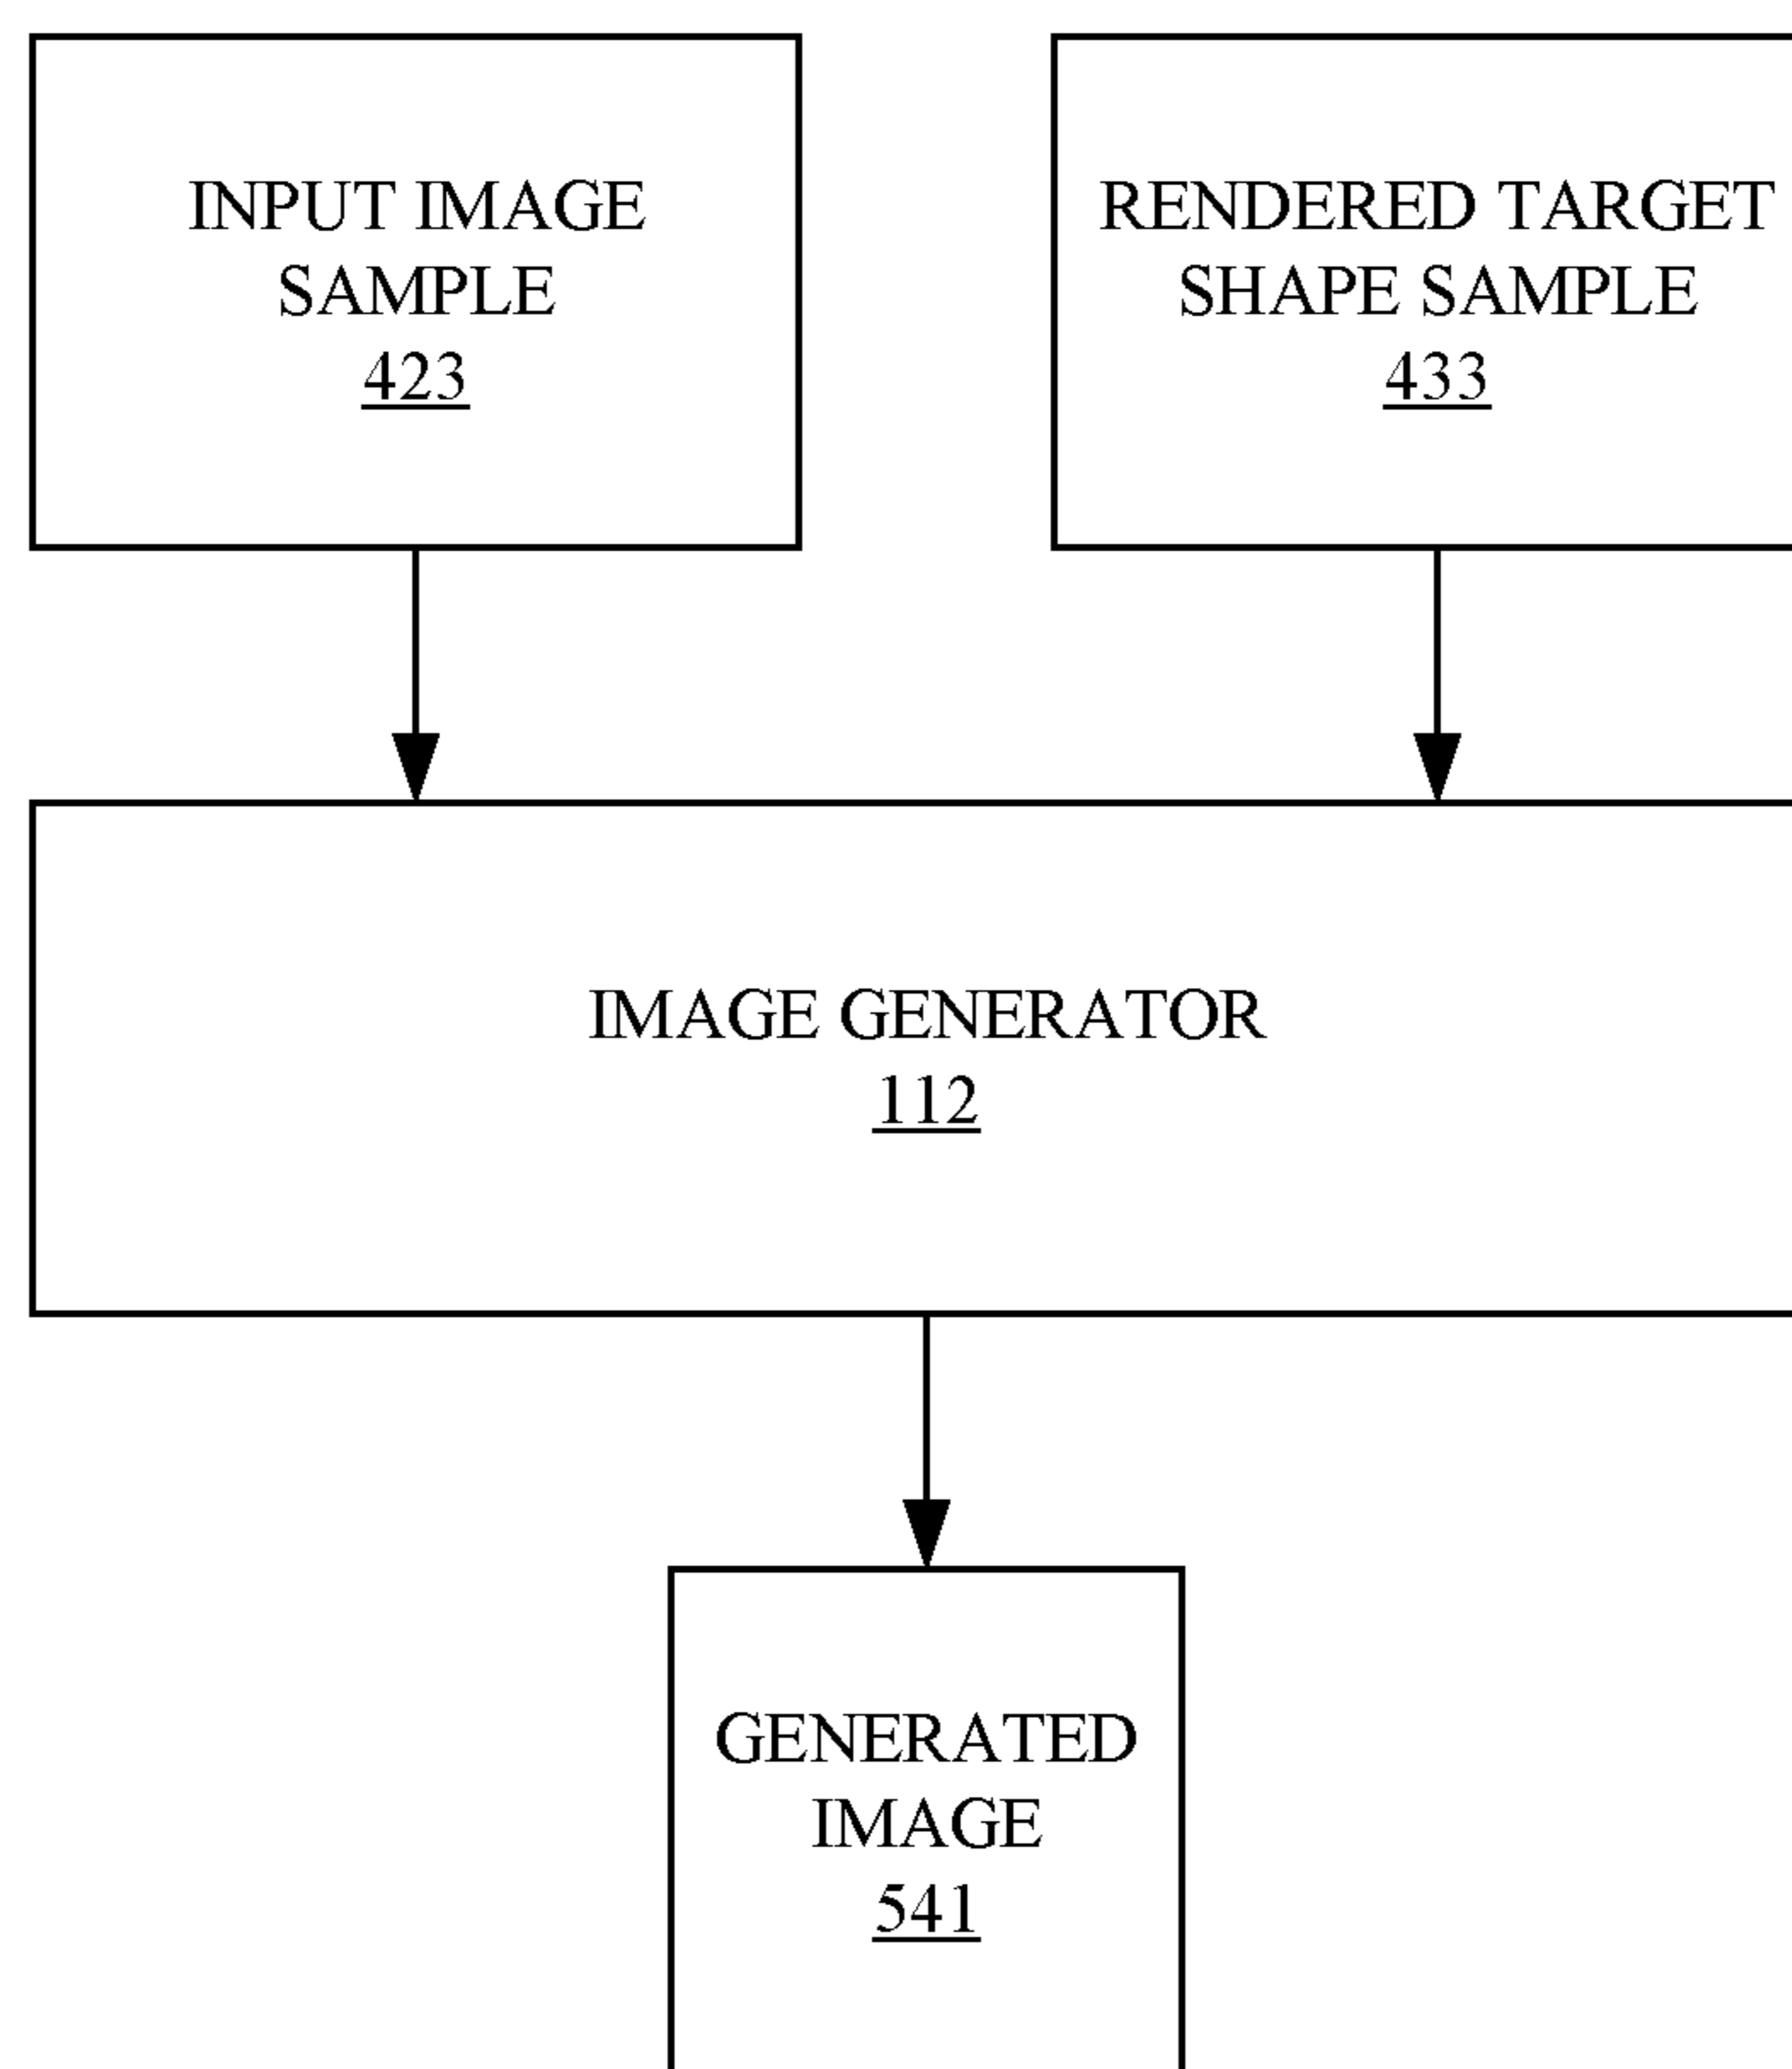 INPUT IMAGE
SAMPLE
423
RENDERED TARGET
SHAPE SAMPLE
433
IMAGE GENERATOR
112
GENERATED
IMAGE
541